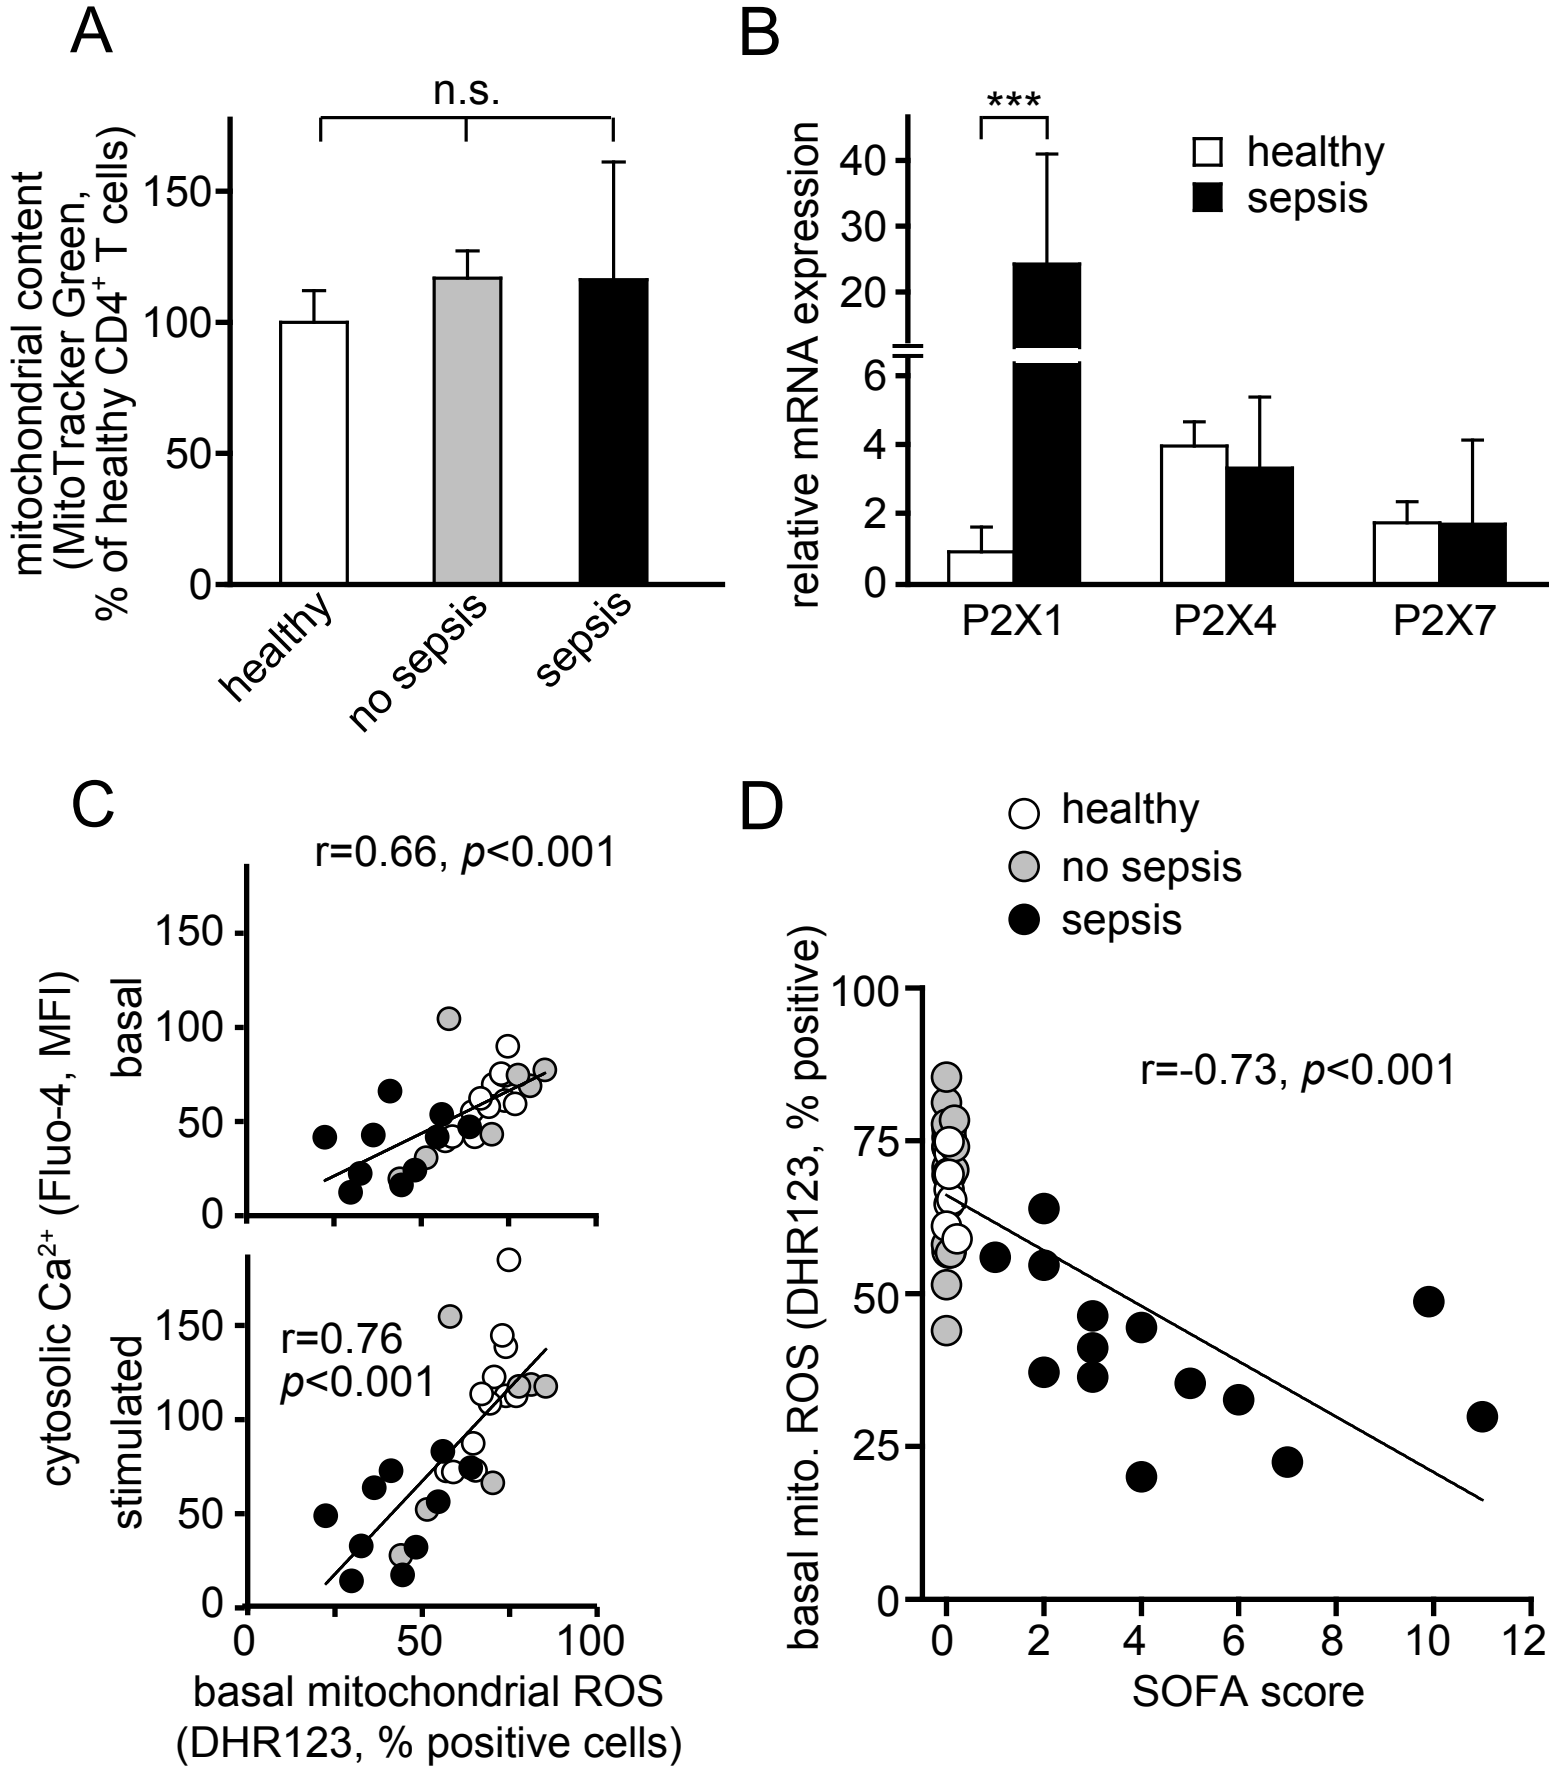 A
n.s.
mitochondrial content
(MitoTracker Green,
% of healthy CD4⁺ T cells)
150
100
50
0
healthy
no sepsis
sepsis
B
***
healthy
sepsis
relative mRNA expression
40
30
20
6
4
2
0
P2X1
P2X4
P2X7
C
r=0.66, p<0.001
cytosolic Ca²⁺ (Fluo-4, MFI)
basal
150
100
50
0
stimulated
r=0.76
p<0.001
150
100
50
0
0
50
100
basal mitochondrial ROS
(DHR123, % positive cells)
D
healthy
no sepsis
sepsis
r=-0.73, p<0.001
basal mito. ROS (DHR123, % positive)
100
75
50
25
0
0
2
4
6
8
10
12
SOFA score